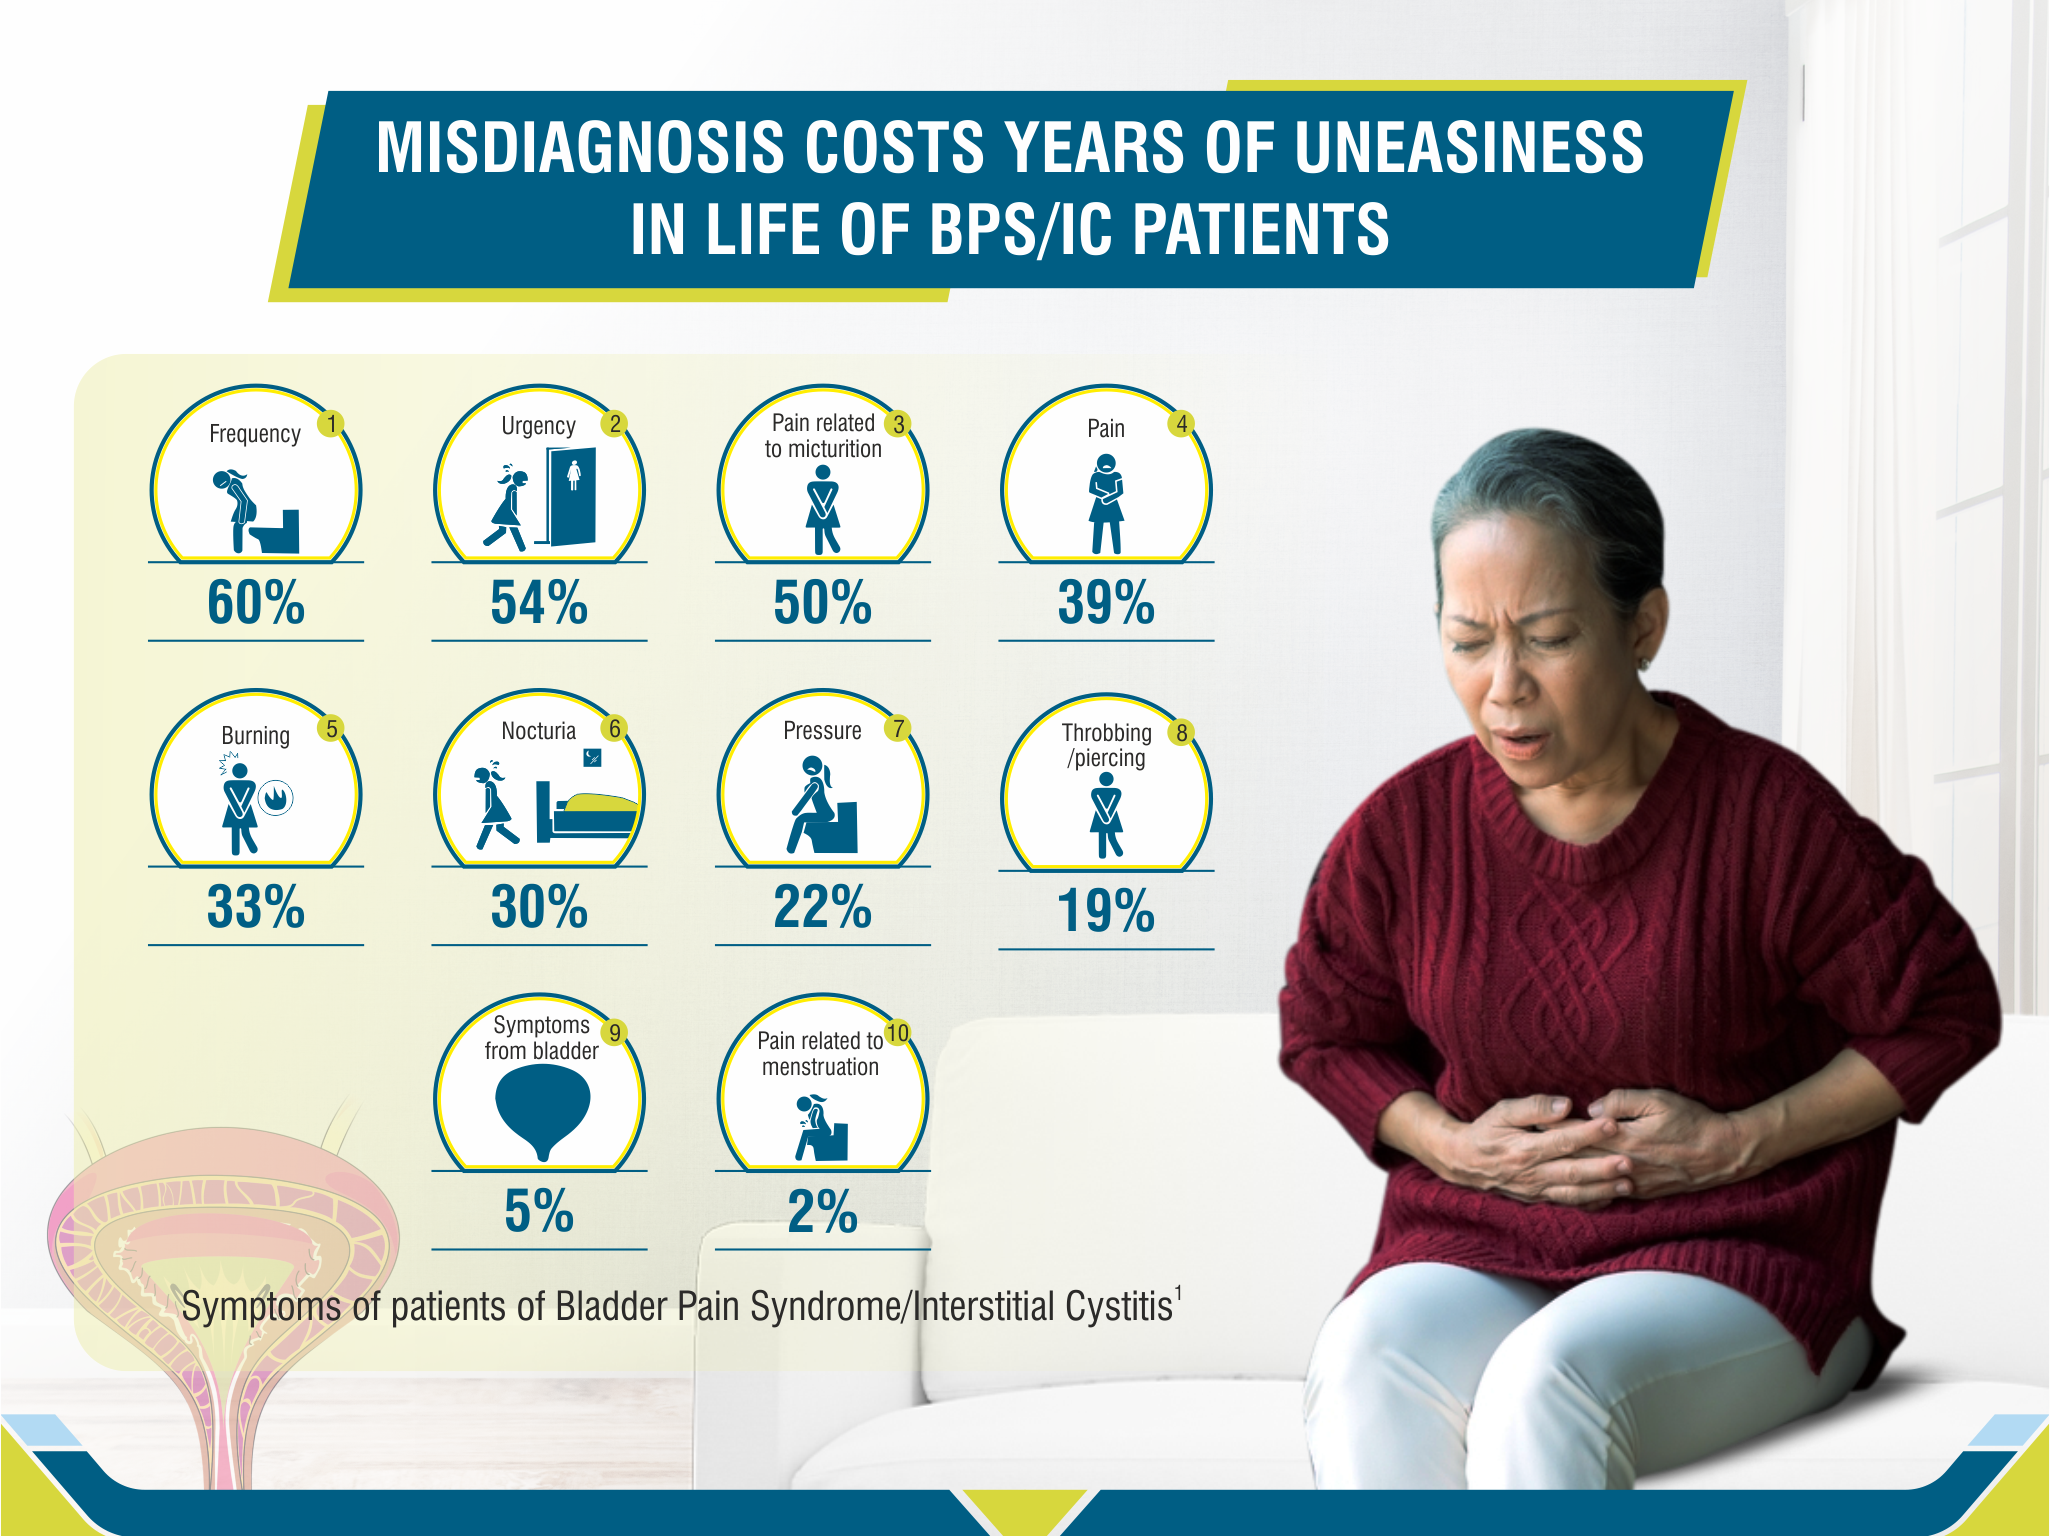 MISDIAGNOSIS COSTS YEARS OF UNEASINESS
IN LIFE OF BPS/IC PATIENTS
Frequency
1
60%
Urgency
2
54%
Pain related
to micturition
3
50%
Pain
4
39%
Burning
5
33%
Nocturia
6
30%
Pressure
7
22%
Throbbing
/piercing
8
19%
Symptoms
from bladder
9
5%
Pain related to
menstruation
10
2%
Symptoms of patients of Bladder Pain Syndrome/Interstitial Cystitis¹